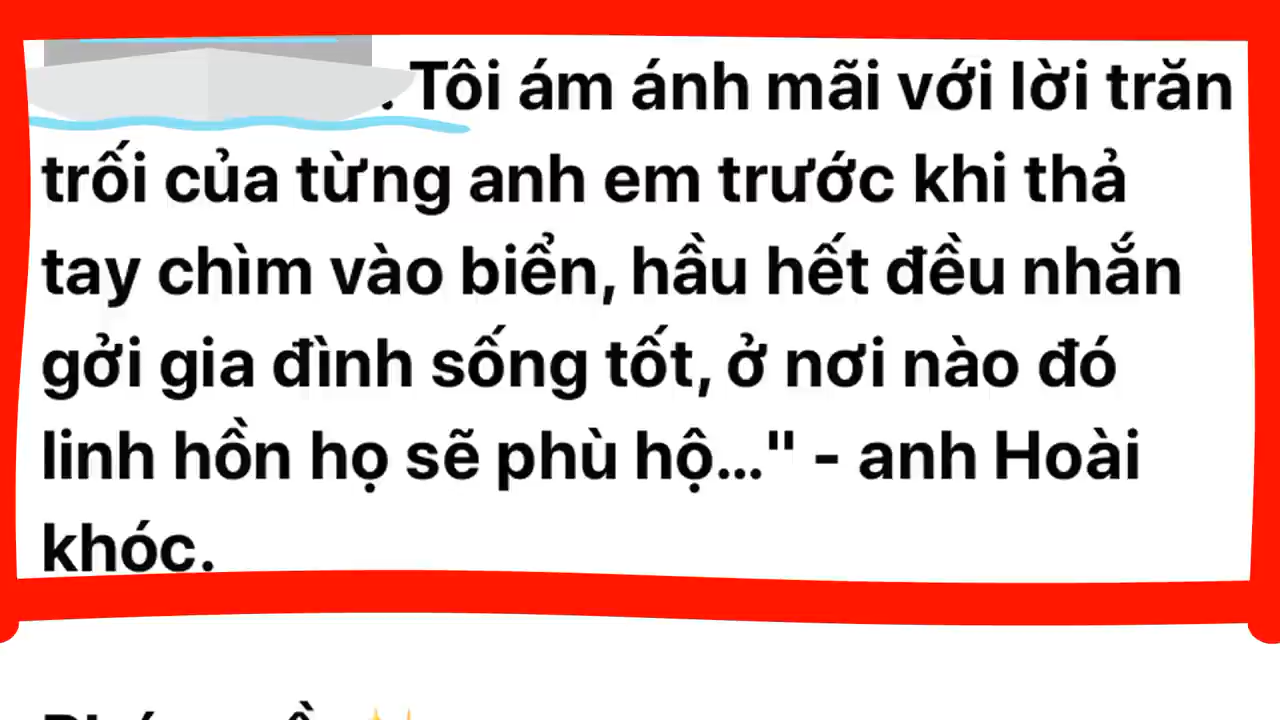 . Tôi ám ánh mãi với lời trăn
trối của từng anh em trước khi thả
tay chìm vào biển, hầu hết đều nhắn
gởi gia đình sống tốt, ở nơi nào đó
linh hồn họ sẽ phù hộ..." - anh Hoài
khóc.